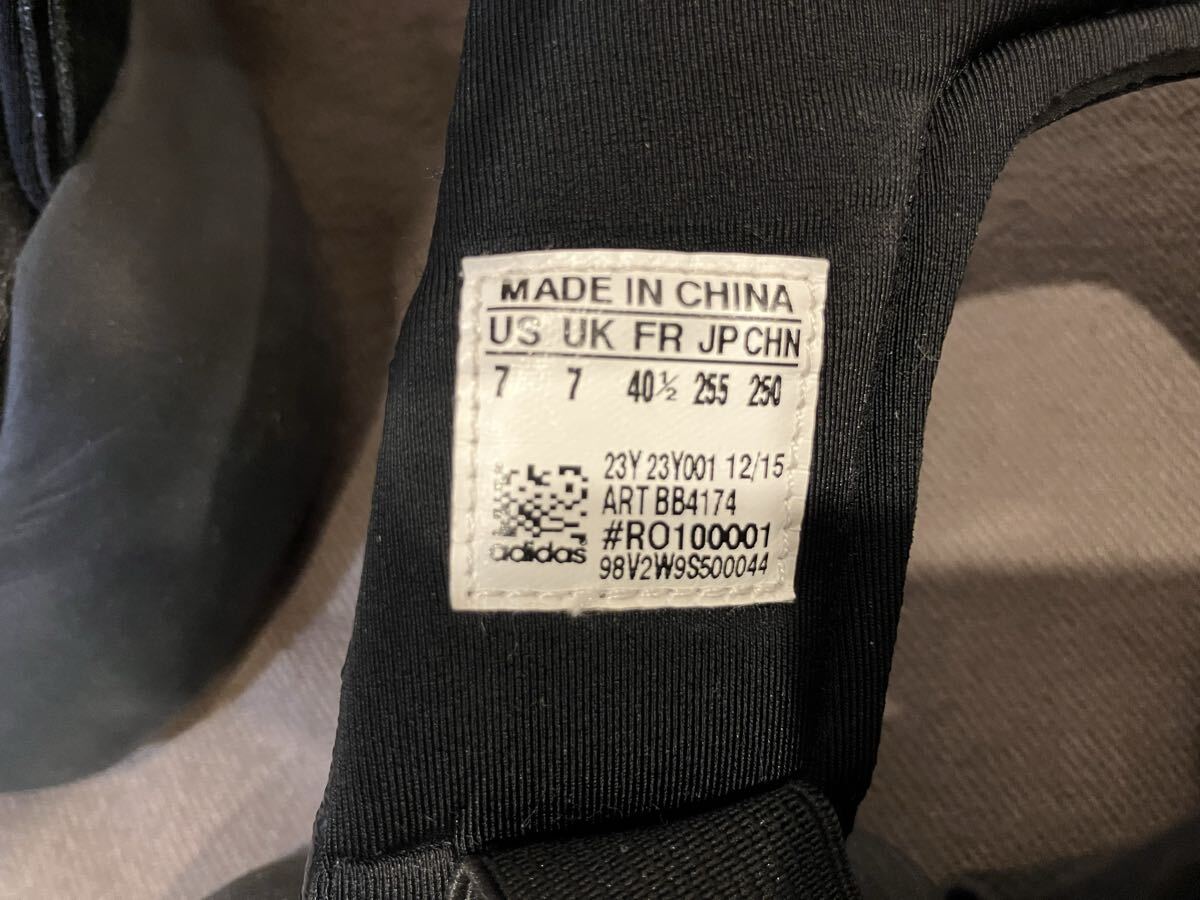 MADE IN CHINA
US UK FR JP CHN
7 7 40½ 255 250
23Y 23Y001 12/15
ART BB4174
#RO100001
adidas
98V2W9S500044